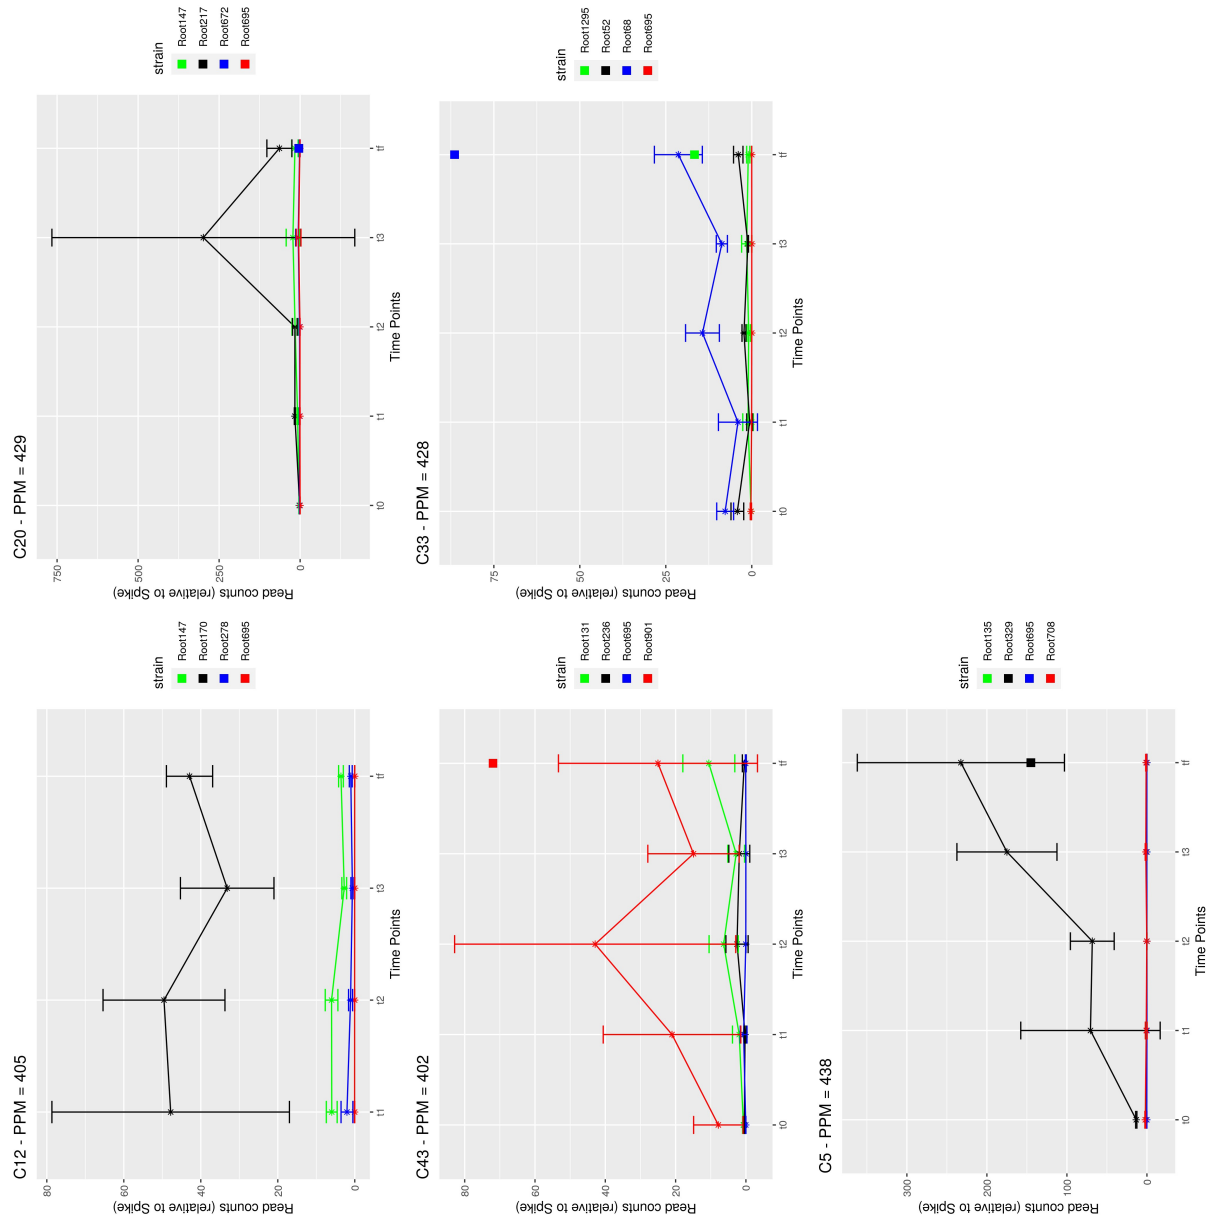 C12 - PPM = 405
Read counts (relative to Spike)
80
60
40
20
0
t1
t2
t3
tf
Time Points
strain
Root147
Root170
Root278
Root695
C20 - PPM = 429
Read counts (relative to Spike)
750
500
250
0
t0
t1
t2
t3
tf
Time Points
strain
Root147
Root217
Root672
Root695
C43 - PPM = 402
Read counts (relative to Spike)
80
60
40
20
0
t0
t1
t2
t3
tf
Time Points
strain
Root131
Root236
Root695
Root901
C33 - PPM = 428
Read counts (relative to Spike)
75
50
25
0
t0
t1
t2
t3
tf
Time Points
strain
Root1295
Root52
Root68
Root695
C5 - PPM = 438
Read counts (relative to Spike)
300
200
100
0
t0
t1
t2
t3
tf
Time Points
strain
Root135
Root329
Root695
Root708